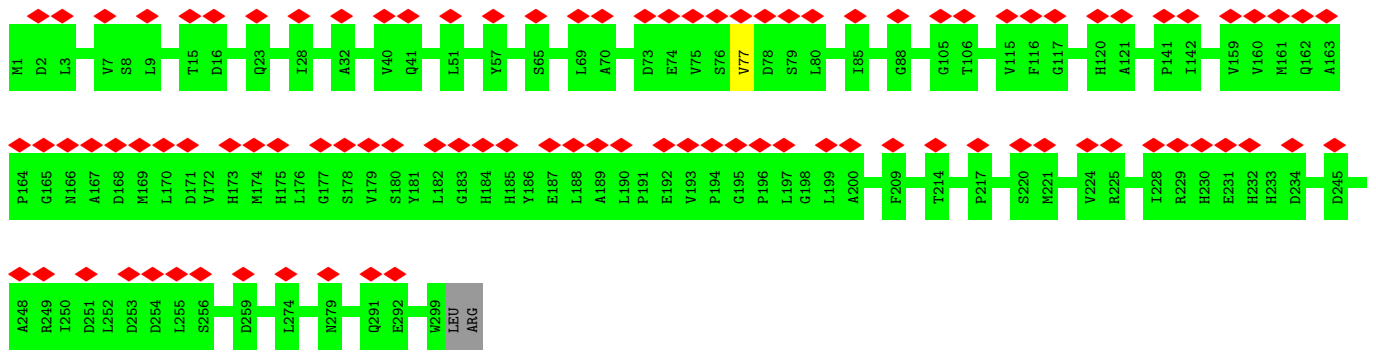 M1 D2 L3 V7 S8 L9 T15 D16 Q23 I28 A32 V40 Q41 L51 Y57 S65 L69 A70 D73 E74 V75 S76 V77 D78 S79 L80 I85 G88 G105 T106 V115 F116 G117 H120 A121 P141 I142 V159 V160 M161 Q162 A163
P164 G165 N166 A167 D168 M169 L170 D171 V172 H173 M174 H175 L176 G177 S178 V179 S180 Y181 L182 G183 H184 H185 Y186 E187 L188 A189 L190 P191 E192 V193 P194 G195 P196 L197 G198 L199 A200 F209 T214 P217 S220 M221 V224 R225 I228 R229 H230 E231 H232 H233 D234 D245
A248 R249 I250 D251 L252 D253 D254 L255 S256 D259 L274 N279 Q291 E292 W299 LEU ARG